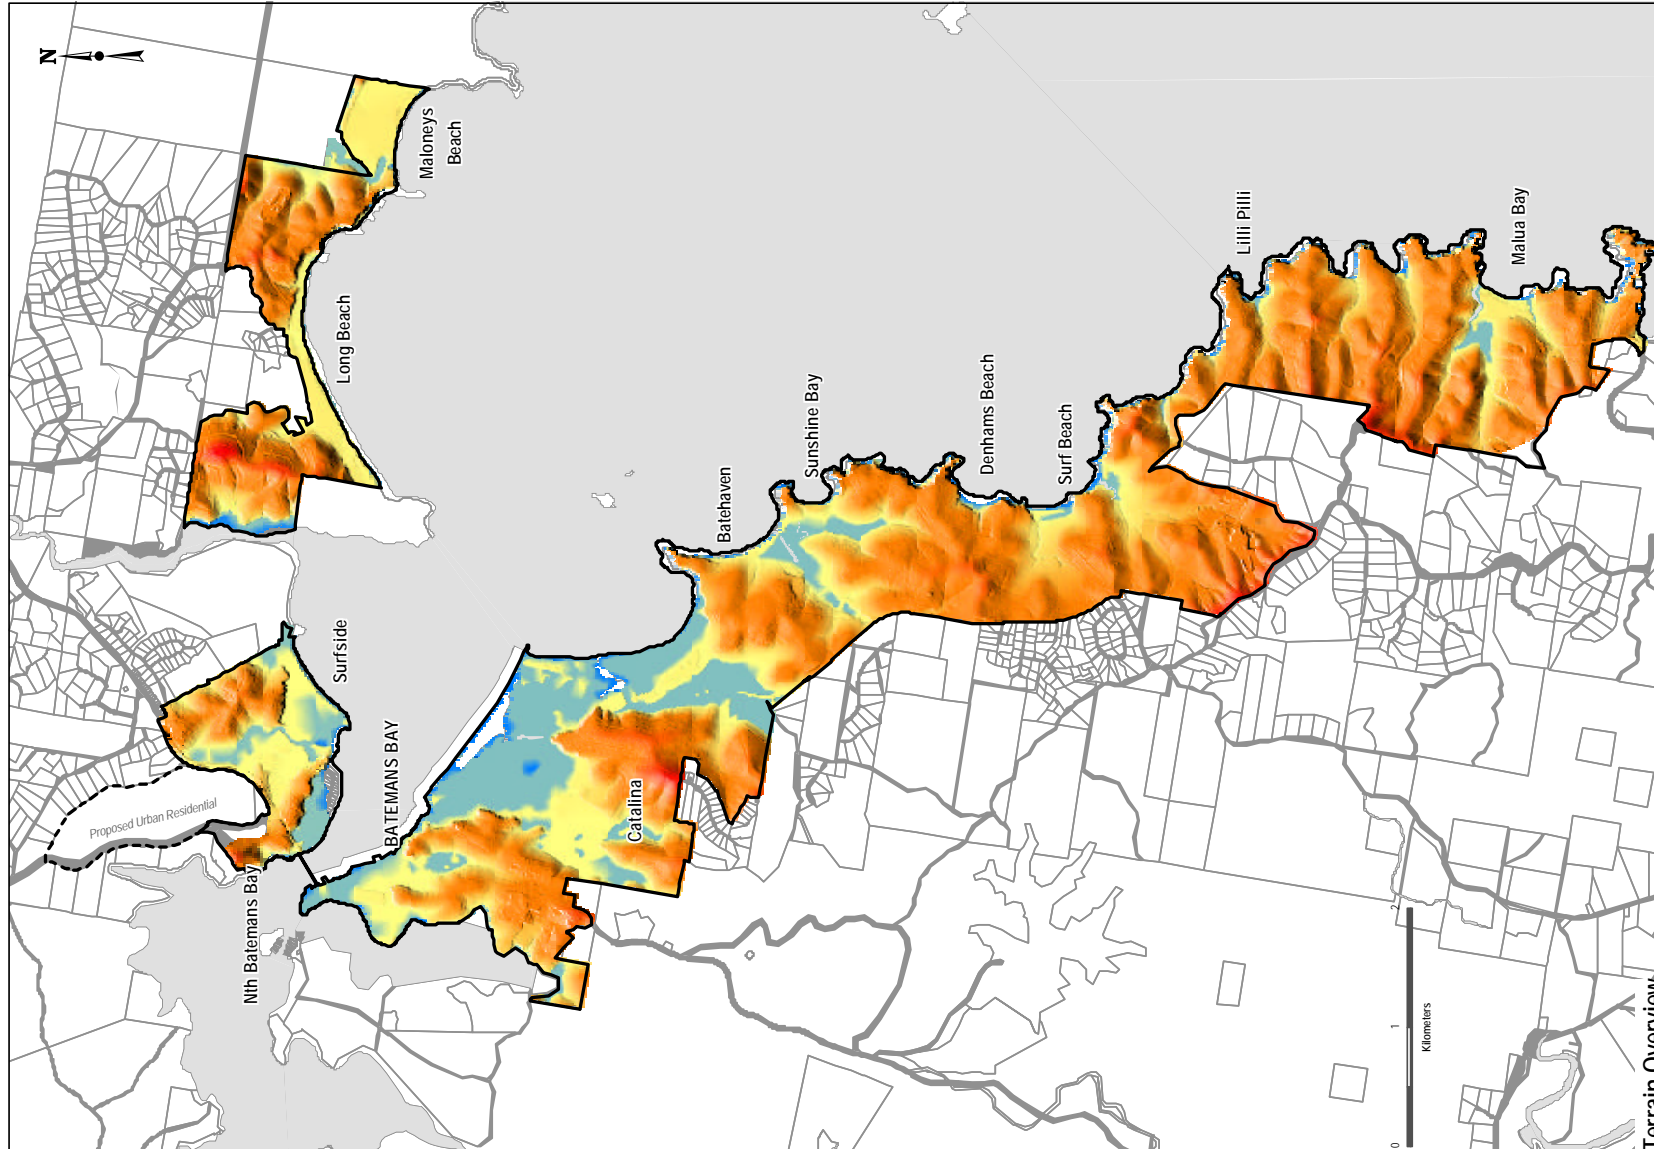 N
Maloneys
Beach
Long Beach
Surfside
Proposed Urban Residential
Nth Batemans Bay
BATEMANS BAY
Catalina
Batehaven
Sunshine Bay
Denhams Beach
Surf Beach
Lilli Pilli
Malua Bay
0 1 2
Kilometers
Terrain Overview